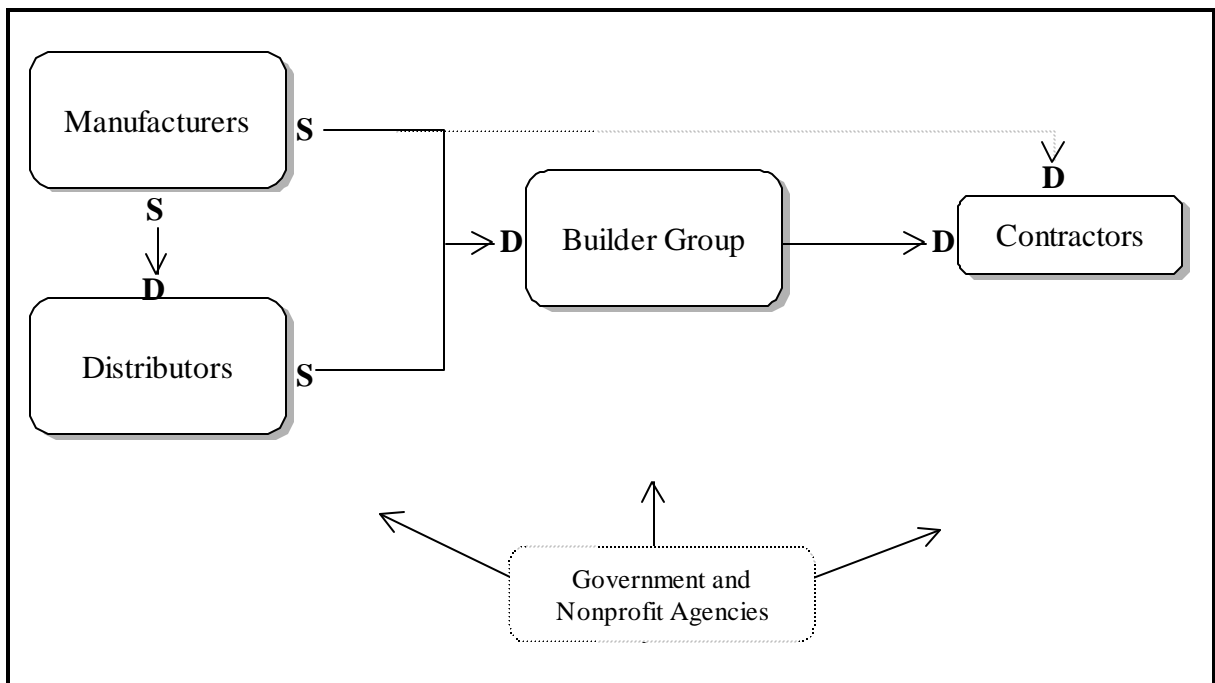 Manufacturers
S
S
D
Distributors
S
D
Builder Group
D
D
Contractors
Government and
Nonprofit Agencies